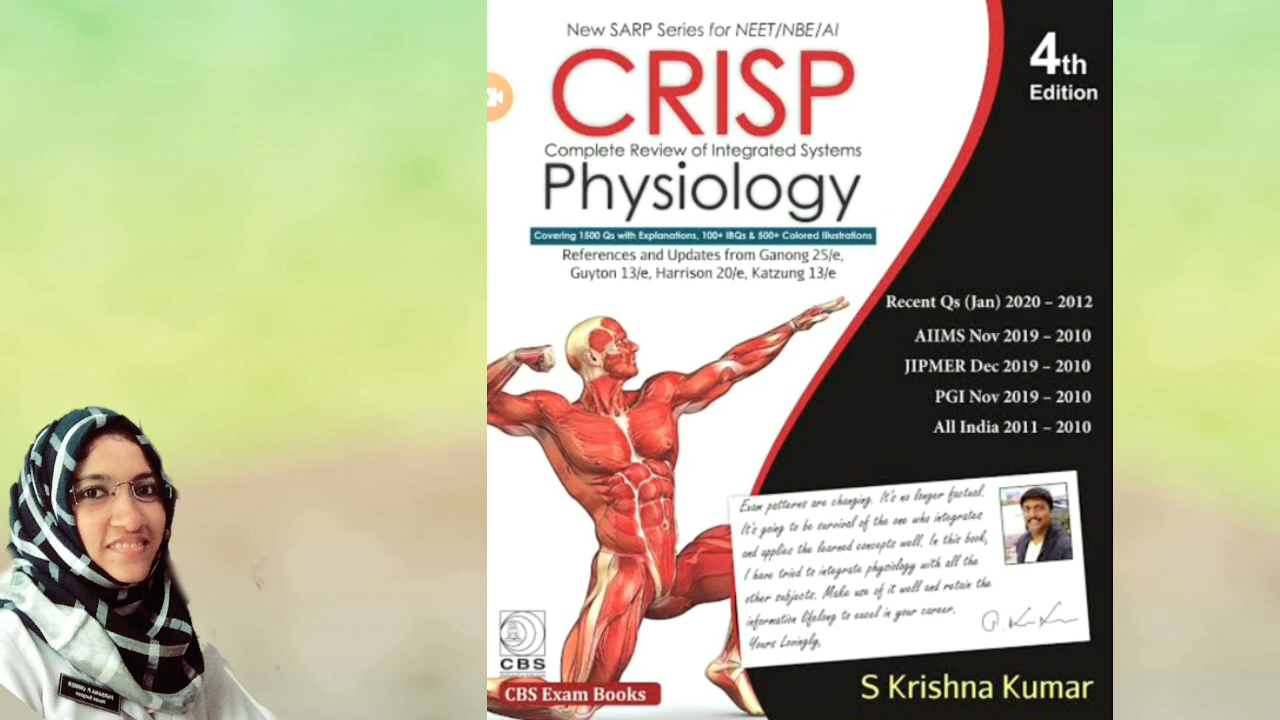 New SARP Series for NEET/NBE/AI
CRISP
Complete Review of Integrated Systems
Physiology
Covering 1500 Qs with Explanations, 100+ IBQs & 500+ Colored Illustrations
References and Updates from Ganong 25/e,
Guyton 13/e, Harrison 20/e, Katzung 13/e
4th
Edition
Recent Qs (Jan) 2020 – 2012
AIIMS Nov 2019 – 2010
JIPMER Dec 2019 – 2010
PGI Nov 2019 – 2010
All India 2011 – 2010
Exam patterns are changing. It's no longer factual.
It's going to be survival of the one who integrates
and applies the learned concepts well. In this book,
I have tried to integrate physiology with all the
other subjects. Make use of it well and retain the
information lifelong to excel in your career.
Yours Lovingly,
CBS
CBS Exam Books
S Krishna Kumar